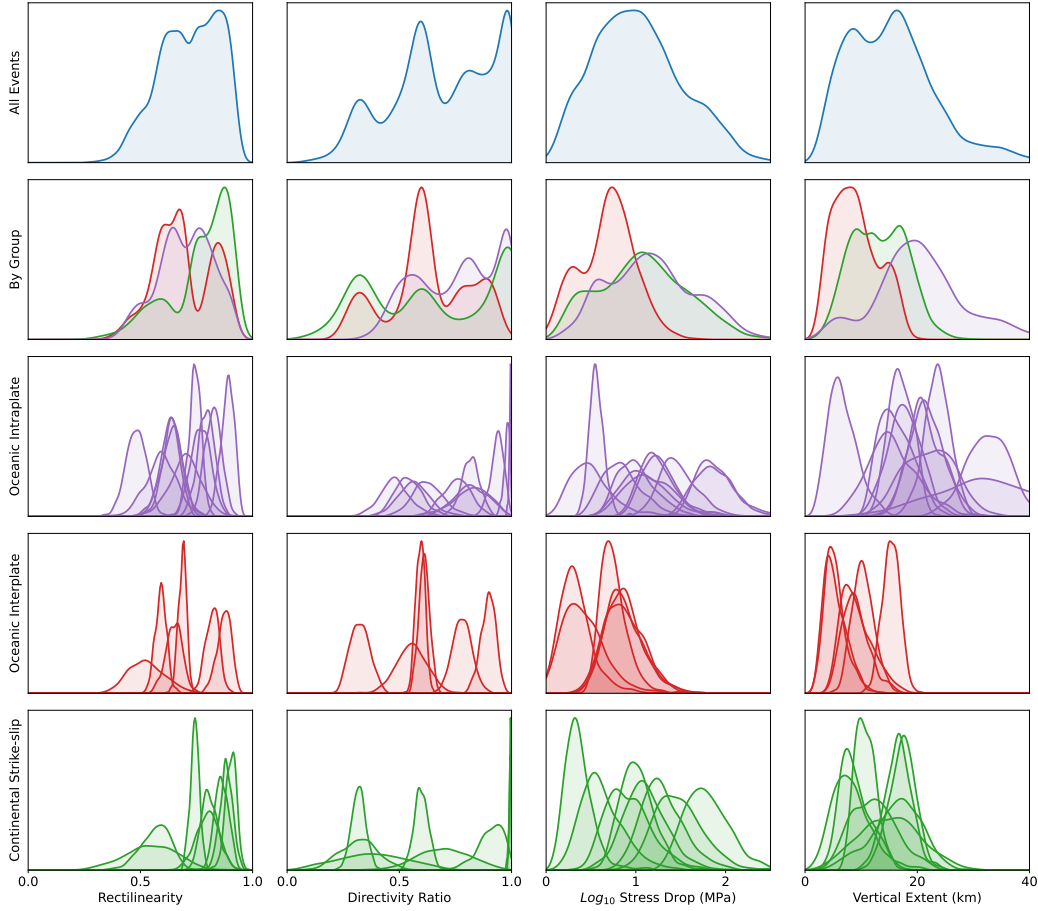 All Events
By Group
Oceanic Intraplate
Oceanic Interplate
Continental Strike-slip
0.0 0.5 1.0
0.0 0.5 1.0
0 1 2
0 20 40
Rectilinearity
Directivity Ratio
Log10 Stress Drop (MPa)
Vertical Extent (km)